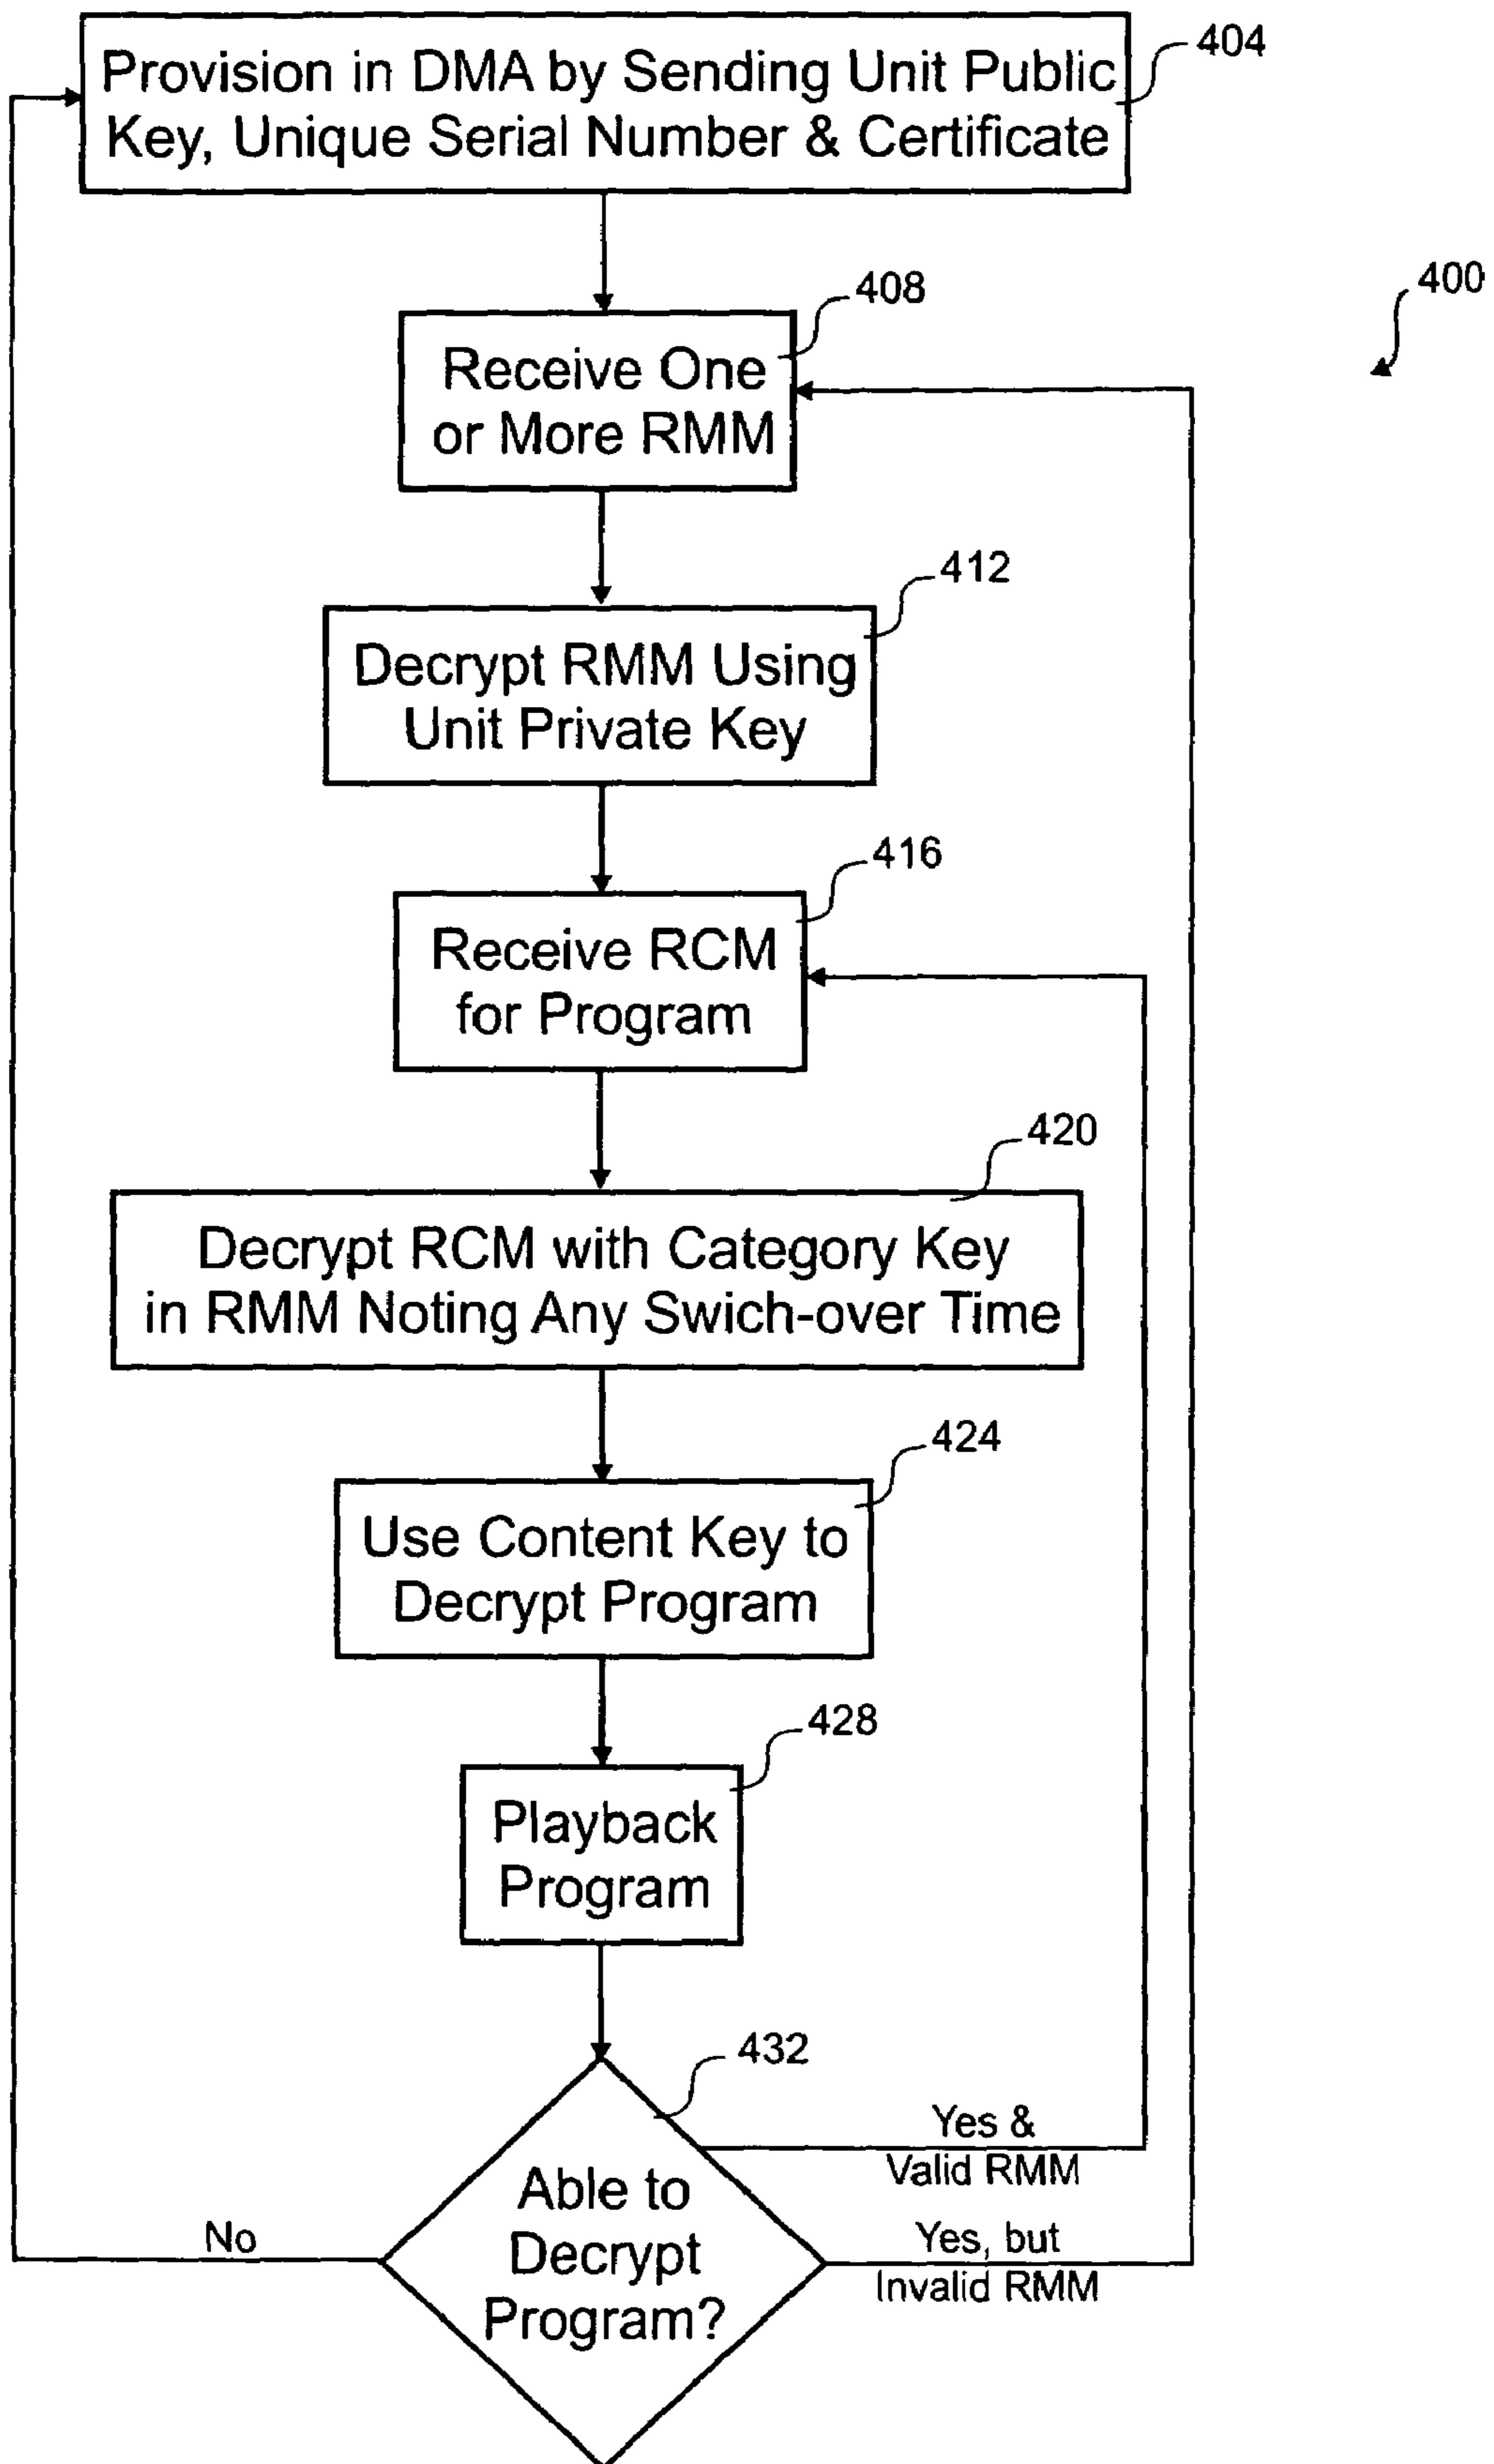 404
Provision in DMA by Sending Unit Public
Key, Unique Serial Number & Certificate
400
408
Receive One
or More RMM
412
Decrypt RMM Using
Unit Private Key
416
Receive RCM
for Program
420
Decrypt RCM with Category Key
in RMM Noting Any Swich-over Time
424
Use Content Key to
Decrypt Program
428
Playback
Program
432
Yes &
Valid RMM
Able to
Decrypt
Program?
No
Yes, but
Invalid RMM